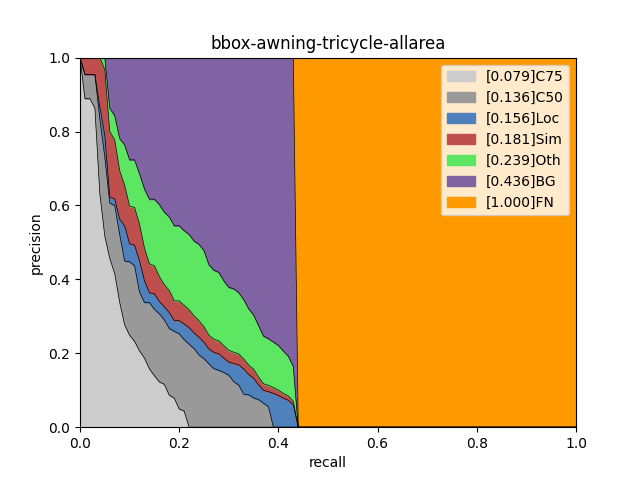 bbox-awning-tricycle-allarea
1.0
0.8
0.6
0.4
0.2
0.0
precision
[0.079]C75
[0.136]C50
[0.156]Loc
[0.181]Sim
[0.239]Oth
[0.436]BG
[1.000]FN
0.0 0.2 0.4 0.6 0.8 1.0
recall